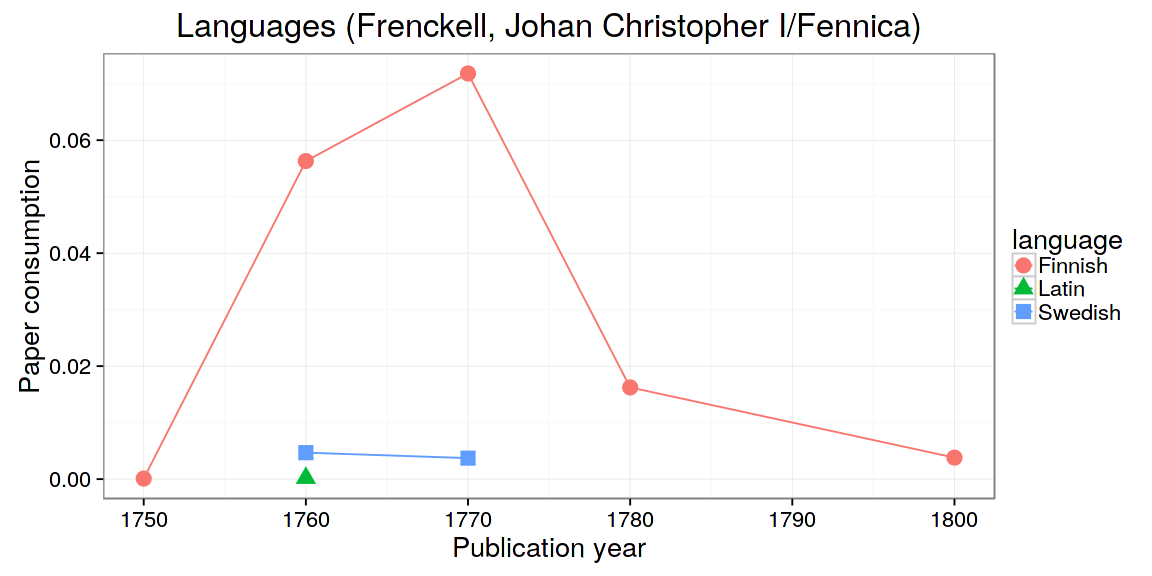 Languages (Frenckell, Johan Christopher I/Fennica)
Paper consumption
0.06
0.04
0.02
0.00
1750 1760 1770 1780 1790 1800
Publication year
language
Finnish
Latin
Swedish